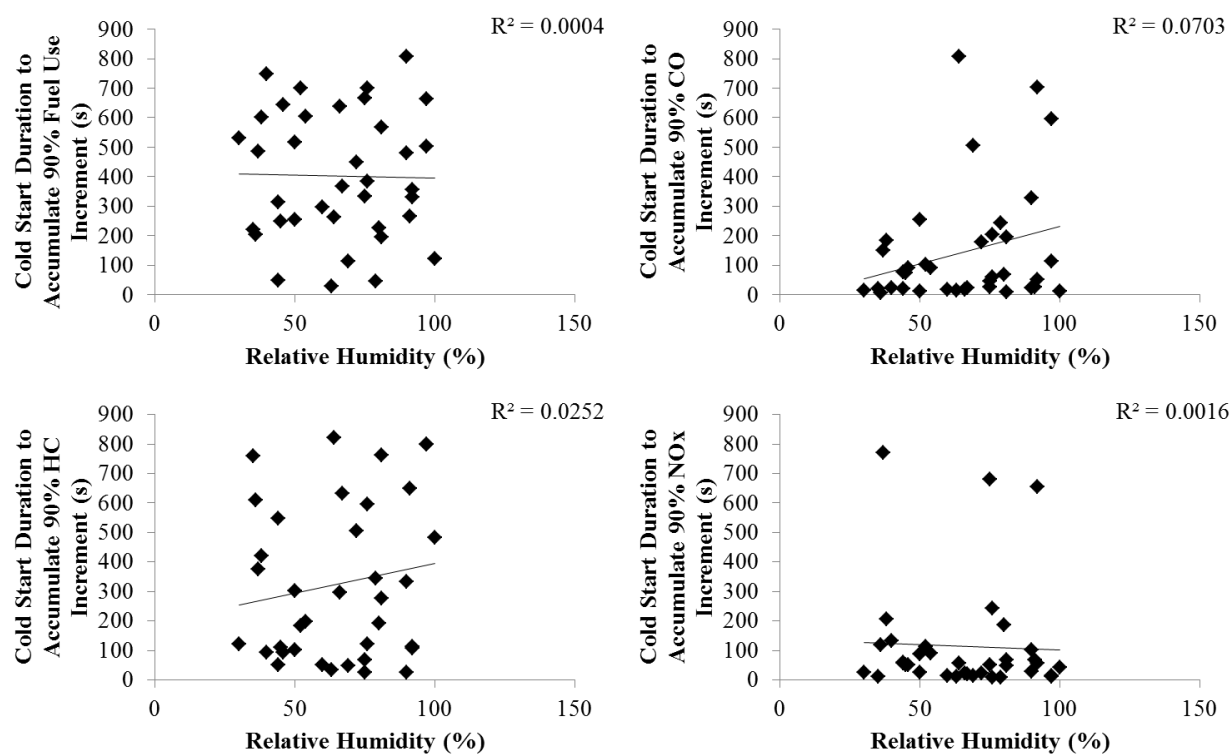 R² = 0.0004
Cold Start Duration to
Accumulate 90% Fuel Use
Increment (s)
900
800
700
600
500
400
300
200
100
0
0 50 100 150
Relative Humidity (%)
R² = 0.0703
Cold Start Duration to
Accumulate 90% CO
Increment (s)
900
800
700
600
500
400
300
200
100
0
0 50 100 150
Relative Humidity (%)
R² = 0.0252
Cold Start Duration to
Accumulate 90% HC
Increment (s)
900
800
700
600
500
400
300
200
100
0
0 50 100 150
Relative Humidity (%)
R² = 0.0016
Cold Start Duration to
Accumulate 90% NOx
Increment (s)
900
800
700
600
500
400
300
200
100
0
0 50 100 150
Relative Humidity (%)